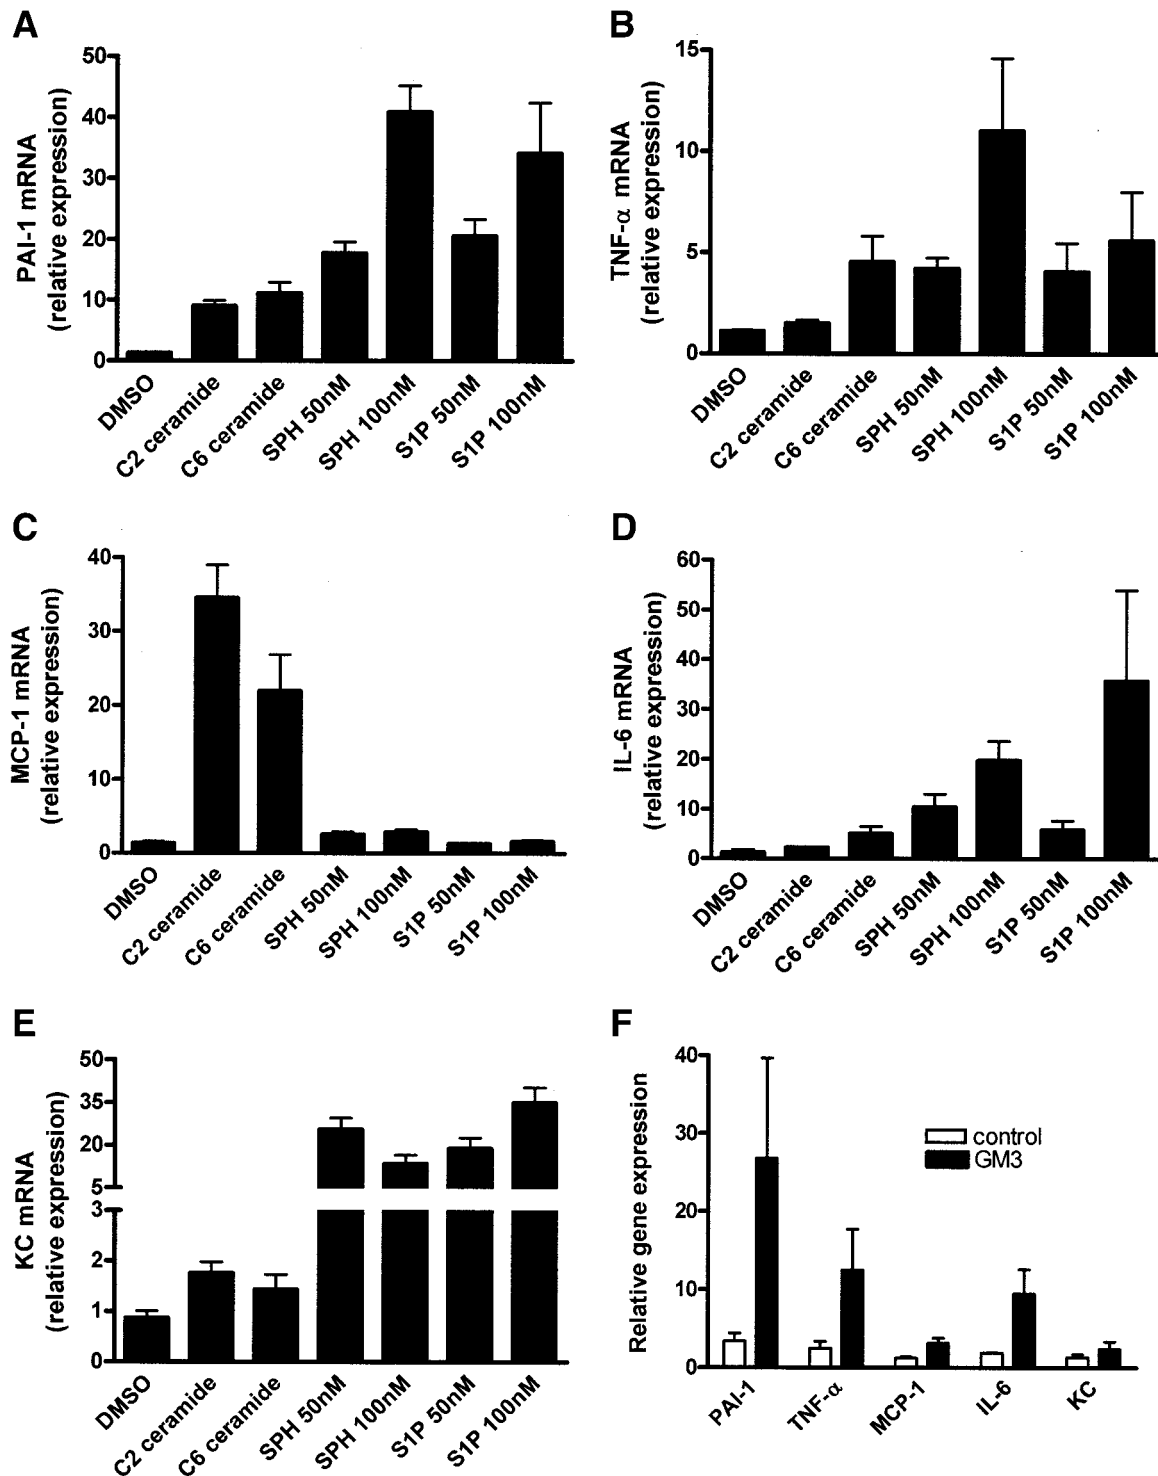 A
PAI-1 mRNA
(relative expression)
50
40
30
20
10
0
DMSO
C2 ceramide
C6 ceramide
SPH 50nM
SPH 100nM
S1P 50nM
S1P 100nM
B
TNF-α mRNA
(relative expression)
15
10
5
0
DMSO
C2 ceramide
C6 ceramide
SPH 50nM
SPH 100nM
S1P 50nM
S1P 100nM
C
MCP-1 mRNA
(relative expression)
40
30
20
10
0
DMSO
C2 ceramide
C6 ceramide
SPH 50nM
SPH 100nM
S1P 50nM
S1P 100nM
D
IL-6 mRNA
(relative expression)
60
50
40
30
20
10
0
DMSO
C2 ceramide
C6 ceramide
SPH 50nM
SPH 100nM
S1P 50nM
S1P 100nM
E
KC mRNA
(relative expression)
50
35
20
5
3
2
1
0
DMSO
C2 ceramide
C6 ceramide
SPH 50nM
SPH 100nM
S1P 50nM
S1P 100nM
F
Relative gene expression
40
30
20
10
0
control
GM3
PAI-1
TNF-α
MCP-1
IL-6
KC